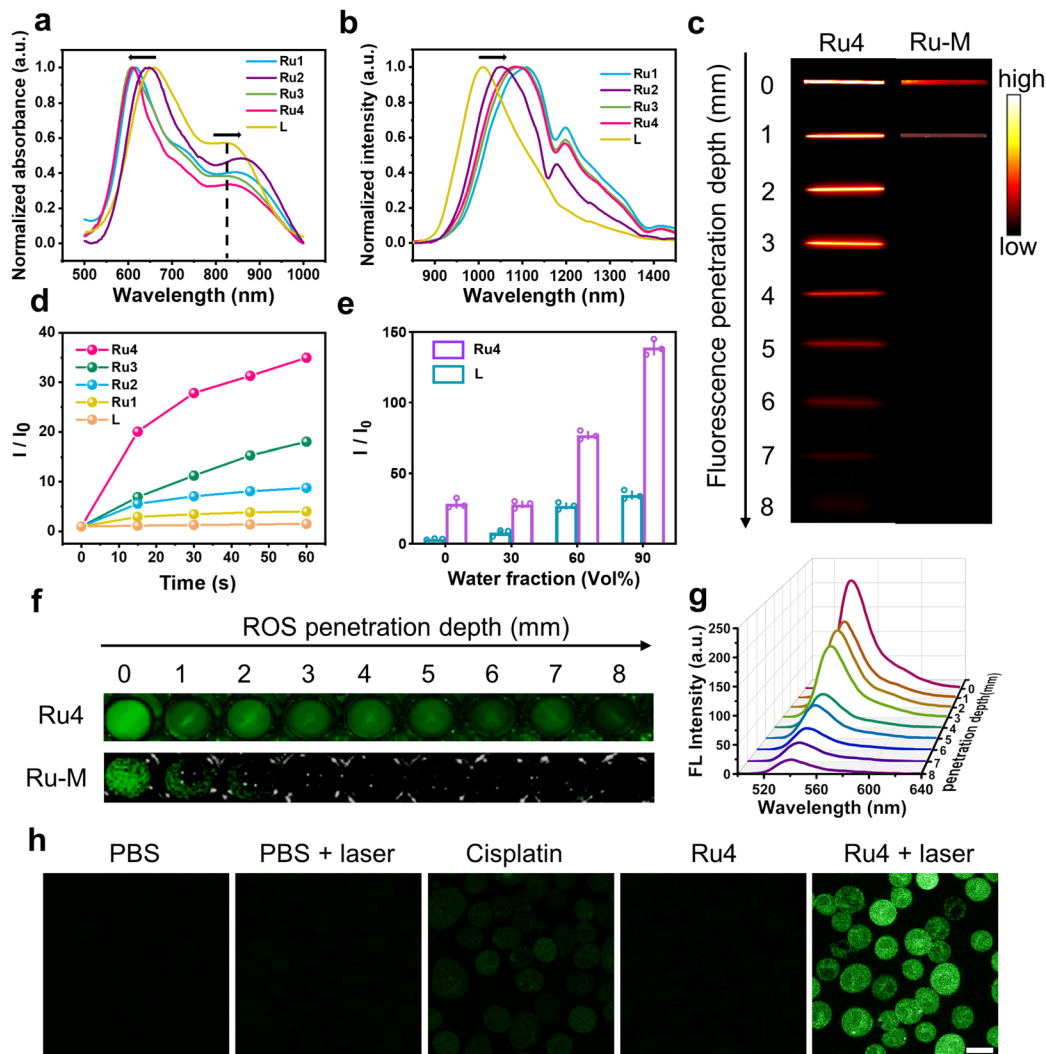 a
Normalized absorbance (a.u.)
1.0
0.8
0.6
0.4
0.2
0.0
Ru1
Ru2
Ru3
Ru4
L
500 600 700 800 900 1000
Wavelength (nm)
b
Normalized intensity (a.u.)
1.0
0.8
0.6
0.4
0.2
0.0
Ru1
Ru2
Ru3
Ru4
L
900 1000 1100 1200 1300 1400
Wavelength (nm)
c
Ru4 Ru-M
Fluorescence penetration depth (mm)
0
1
2
3
4
5
6
7
8
high
low
d
I / I0
40
35
30
25
20
15
10
5
0
Ru4
Ru3
Ru2
Ru1
L
0 10 20 30 40 50 60
Time (s)
e
I / I0
150
100
50
0
Ru4
L
0 30 60 90
Water fraction (Vol%)
f
ROS penetration depth (mm)
0 1 2 3 4 5 6 7 8
Ru4
Ru-M
g
FL Intensity (a.u.)
250
200
150
100
50
0
520 560 600 640
Wavelength (nm)
0
1
2
3
4
5
6
7
8
penetration depth(mm)
h
PBS PBS + laser Cisplatin Ru4 Ru4 + laser